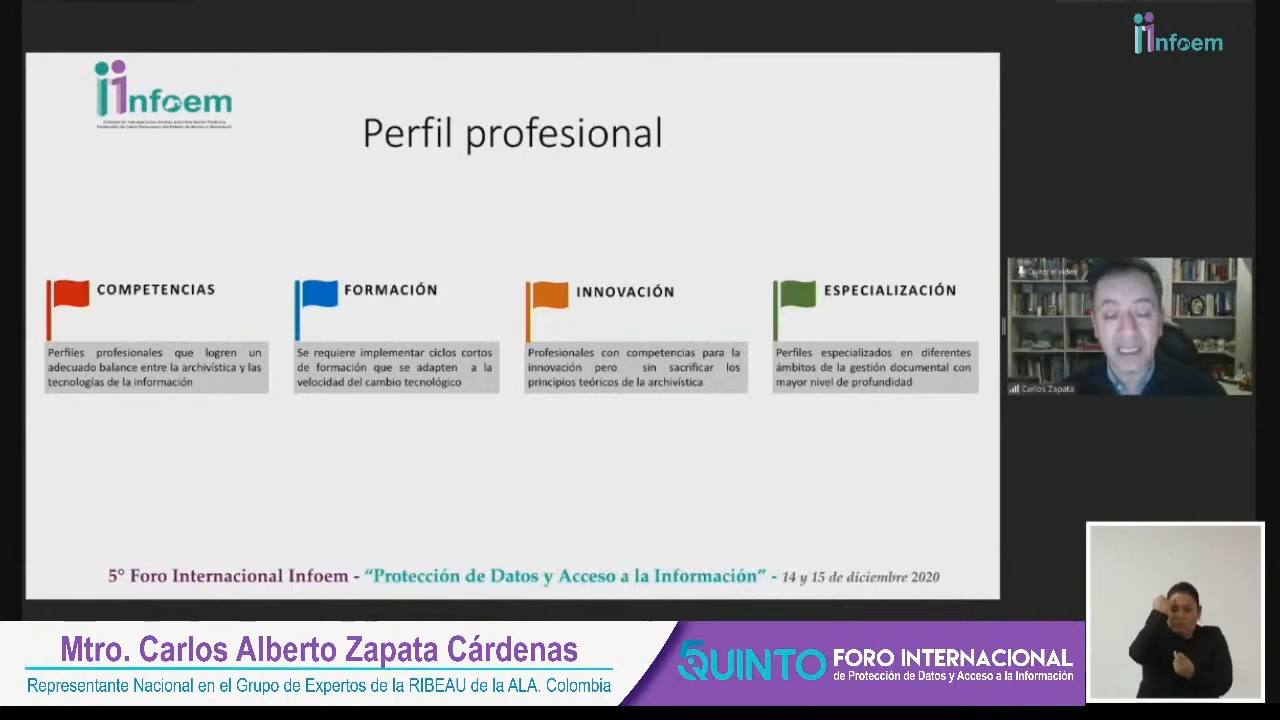 infoem
infoem
Perfil profesional
COMPETENCIAS
Perfiles profesionales que logren un
adecuado balance entre la archivística y las
tecnologías de la información
FORMACIÓN
Se requiere implementar ciclos cortos
de formación que se adapten a la
velocidad del cambio tecnológico
INNOVACIÓN
Profesionales con competencias para la
innovación pero sin sacrificar los
principios teóricos de la archivística
ESPECIALIZACIÓN
Perfiles especializados en diferentes
ámbitos de la gestión documental con
mayor nivel de profundidad
Quitar el video
Carlos Zapata
5° Foro Internacional Infoem - “Protección de Datos y Acceso a la Información” - 14 y 15 de diciembre 2020
Mtro. Carlos Alberto Zapata Cárdenas
Representante Nacional en el Grupo de Expertos de la RIBEAU de la ALA. Colombia
5 QUINTO FORO INTERNACIONAL
de Protección de Datos y Acceso a la Información